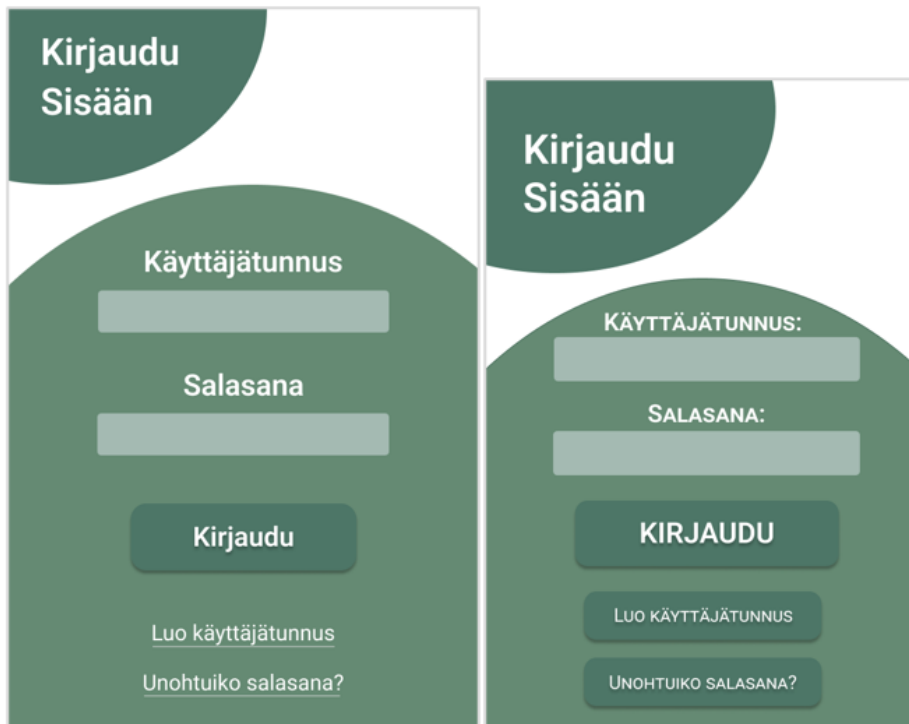 Kirjaudu
Sisään
Käyttäjätunnus
Salasana
Kirjaudu
Luo käyttäjätunnus
Unohtuiko salasana?
Kirjaudu
Sisään
KÄYTTÄJÄTUNNUS:
SALASANA:
KIRJAUDU
LUO KÄYTTÄJÄTUNNUS
UNOHTUIKO SALASANA?